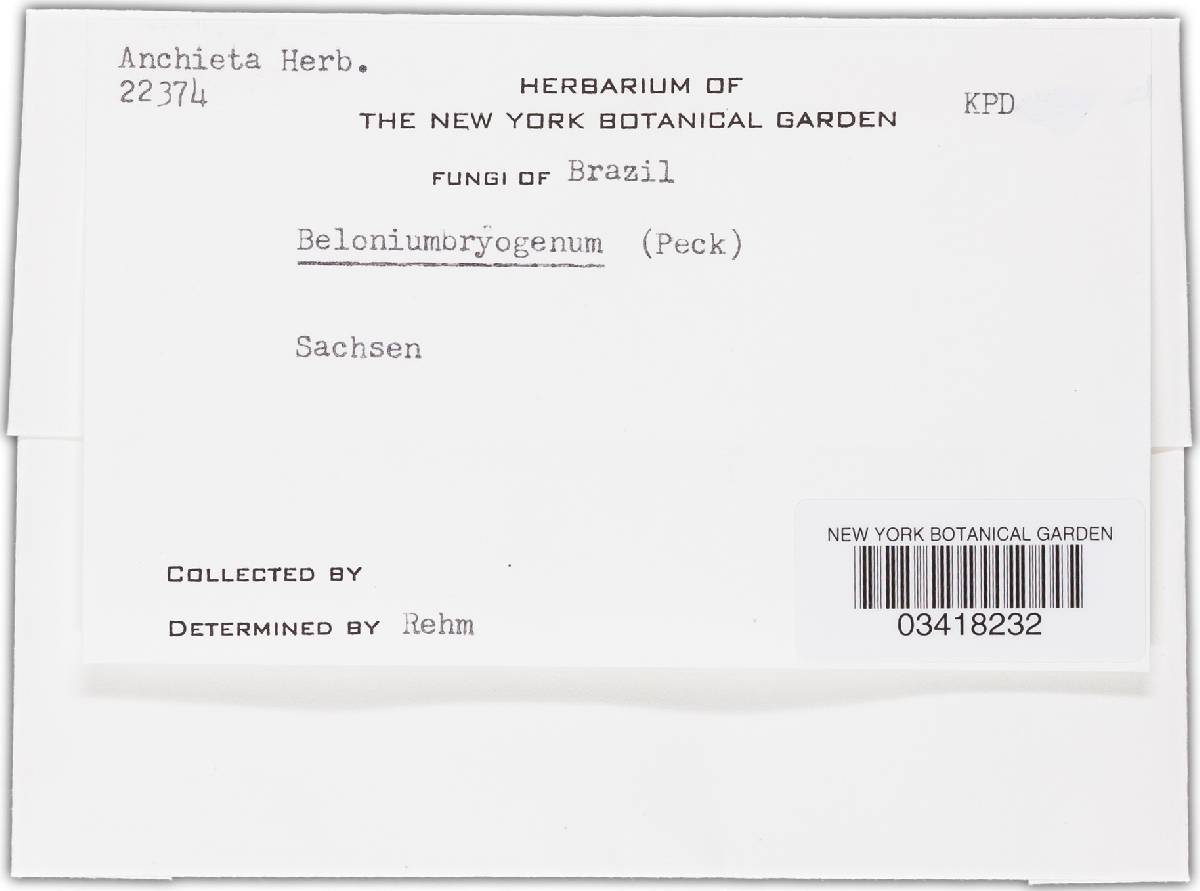 Anchieta Herb.
22374
HERBARIUM OF
THE NEW YORK BOTANICAL GARDEN
KPD
FUNGI OF Brazil
Beloniumbryogenum (Peck)
Sachsen
NEW YORK BOTANICAL GARDEN
03418232
COLLECTED BY
DETERMINED BY Rehm